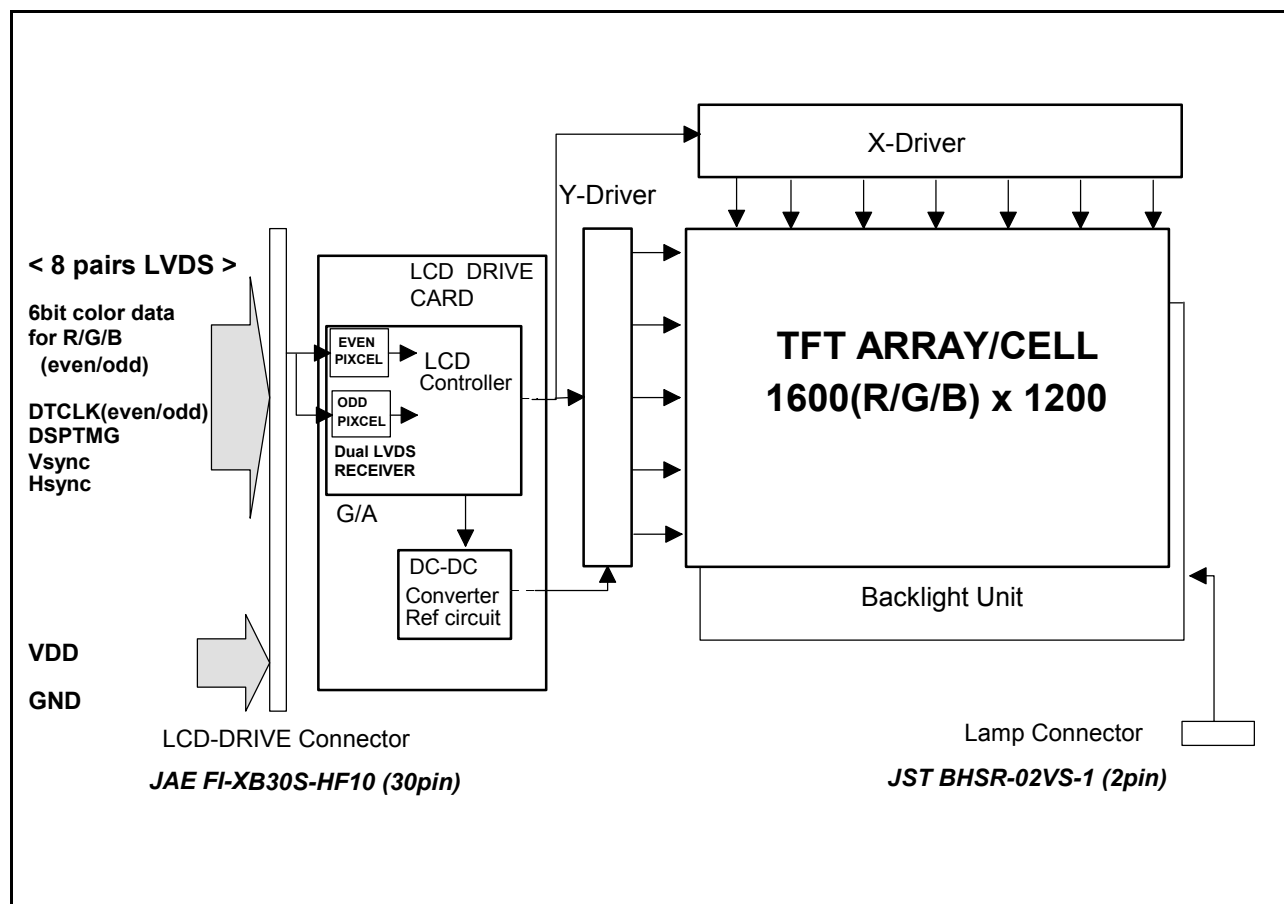 X-Driver
Y-Driver
< 8 pairs LVDS >
6bit color data
for R/G/B
(even/odd)
DTCLK(even/odd)
DSPTMG
Vsync
Hsync
LCD DRIVE
CARD
EVEN
PIXCEL
LCD
Controller
ODD
PIXCEL
Dual LVDS
RECEIVER
G/A
DC-DC
Converter
Ref circuit
TFT ARRAY/CELL
1600(R/G/B) x 1200
Backlight Unit
VDD
GND
LCD-DRIVE Connector
JAE FI-XB30S-HF10 (30pin)
Lamp Connector
JST BHSR-02VS-1 (2pin)